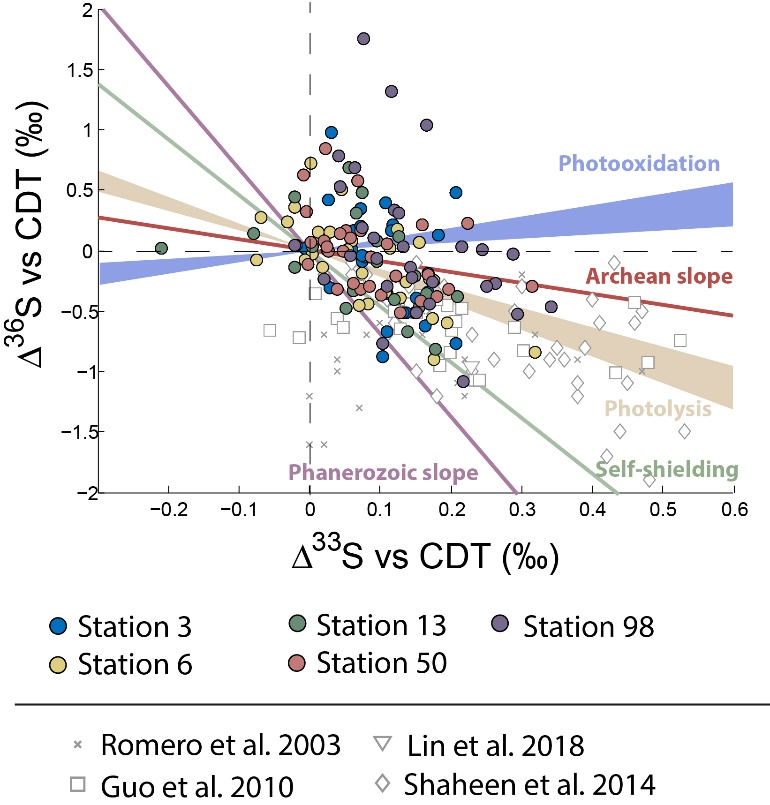 Δ36S vs CDT (‰)
2
1.5
1
0.5
0
−0.5
−1
−1.5
−2
Photooxidation
Archean slope
Photolysis
Self-shielding
Phanerozoic slope
−0.2 −0.1 0 0.1 0.2 0.3 0.4 0.5 0.6
Δ33S vs CDT (‰)
Station 3 Station 13 Station 98
Station 6 Station 50
Romero et al. 2003 Lin et al. 2018
Guo et al. 2010 Shaheen et al. 2014